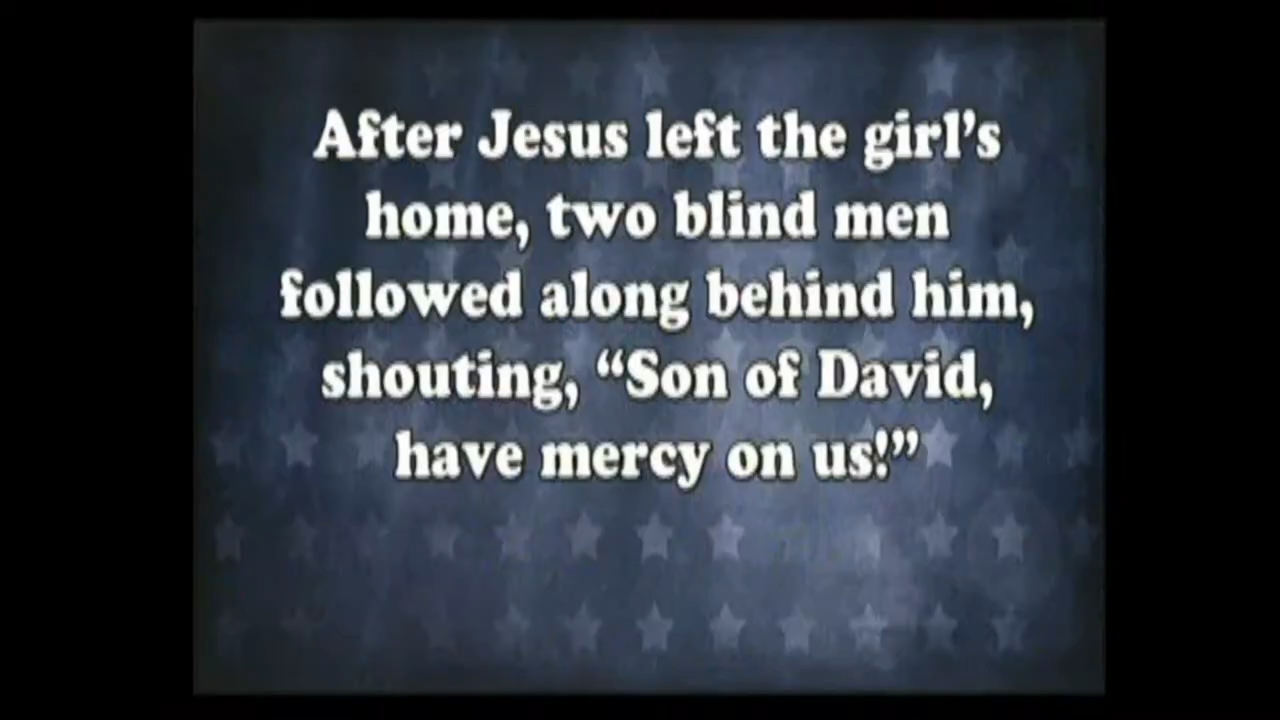 After Jesus left the girl’s
home, two blind men
followed along behind him,
shouting, “Son of David,
have mercy on us!”